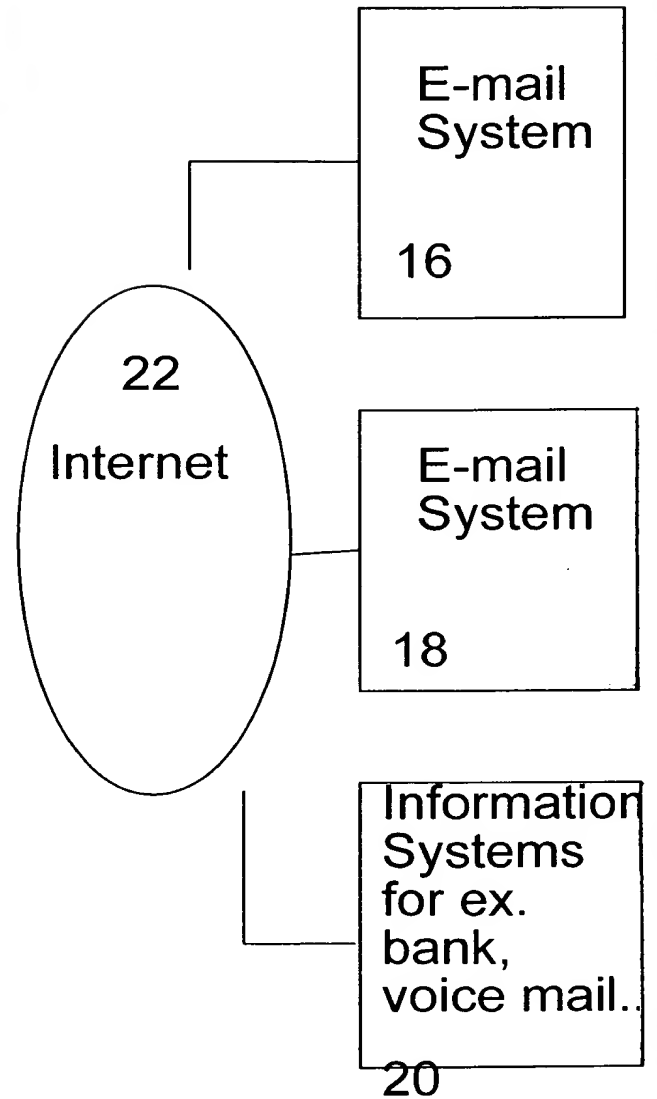 E-mail
System
16
22
Internet
E-mail
System
18
Information
Systems
for ex.
bank,
voice mail..
20